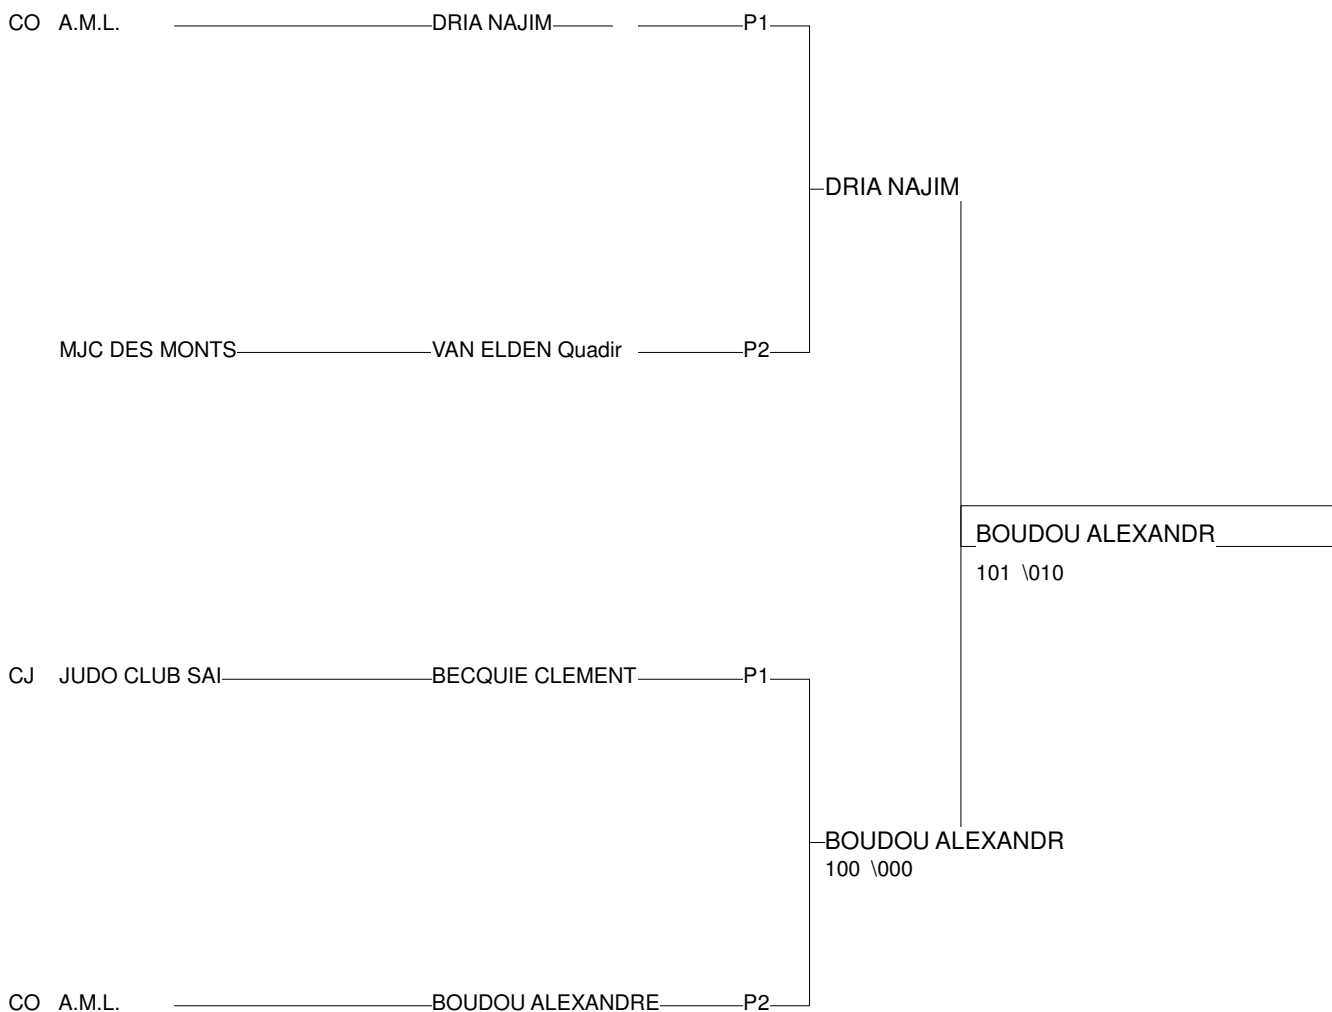 CO A.M.L. DRIA NAJIM P1
DRIA NAJIM
MJC DES MONTS VAN ELDEN Quadir P2
BOUDOU ALEXANDR
101 \010
CJ JUDO CLUB SAI BECQUIE CLEMENT P1
BOUDOU ALEXANDR
100 \000
CO A.M.L. BOUDOU ALEXANDRE P2